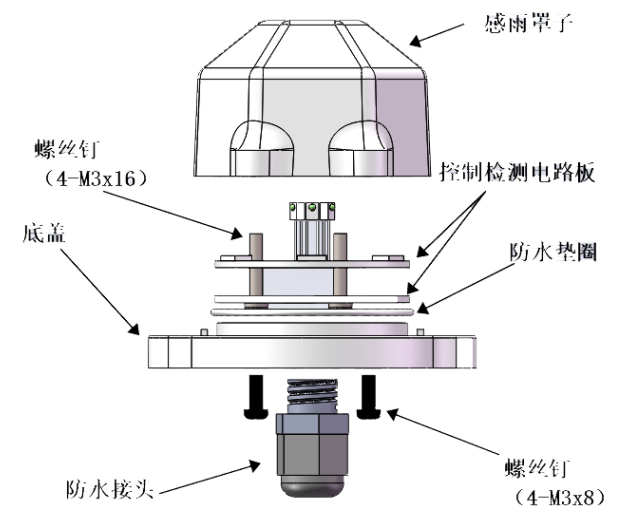 感雨罩子
螺丝钉
（4-M3x16）
控制检测电路板
底盖
防水垫圈
螺丝钉
（4-M3x8）
防水接头